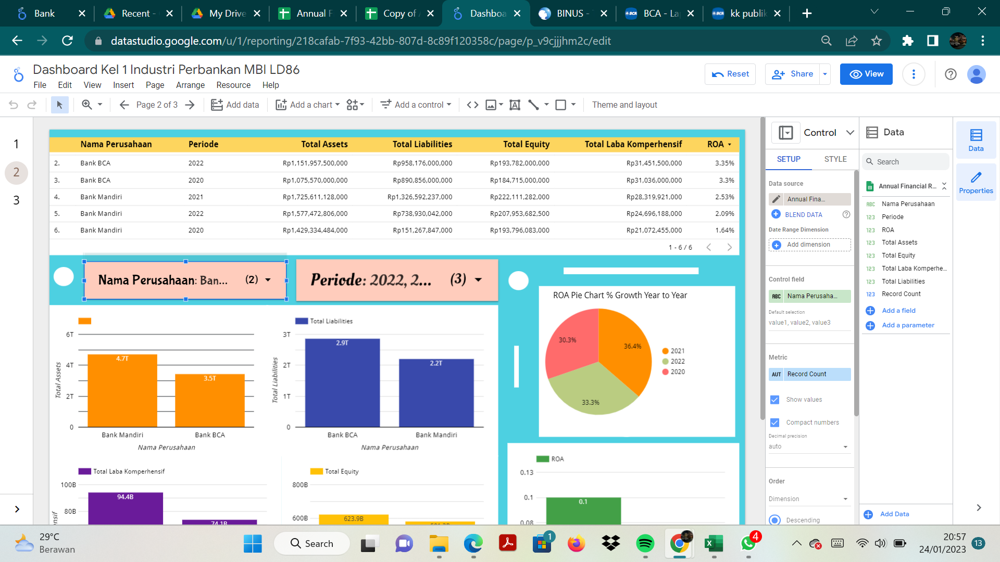 Bank
Recent -
My Drive
Annual F
Copy of A
Dashboa
BINUS -
BCA - La
kk publik
datastudio.google.com/u/1/reporting/218cafab-7f93-42bb-807d-8c89f120358c/page/p_v9cjjjhm2c/edit
Dashboard Kel 1 Industri Perbankan MBI LD86
File Edit View Insert Page Arrange Resource Help
Reset
Share
View
Page 2 of 3
Add data
Add a chart
Add a control
Theme and layout
1
2
3
Nama Perusahaan Periode Total Assets Total Liabilities Total Equity Total Laba Komperhensif ROA
2. Bank BCA 2022 Rp1,151,957,500,000 Rp958,176,000,000 Rp193,782,000,000 Rp31,451,500,000 3.35%
3. Bank BCA 2020 Rp1,075,570,000,000 Rp890,856,000,000 Rp184,715,000,000 Rp31,036,000,000 3.3%
4. Bank Mandiri 2021 Rp1,725,611,128,000 Rp1,326,592,237,000 Rp222,111,282,000 Rp28,319,921,000 2.53%
5. Bank Mandiri 2022 Rp1,577,472,806,000 Rp738,930,042,000 Rp207,953,682,500 Rp24,696,188,000 2.09%
6. Bank Mandiri 2020 Rp1,429,334,484,000 Rp151,267,847,000 Rp193,796,083,000 Rp21,072,455,000 1.64%
1 - 6 / 6
Nama Perusahaan: Ban... (2)
Periode: 2022, 2... (3)
6T
4T
2T
0
Total Assets
4.7T
3.5T
Bank Mandiri Bank BCA
Nama Perusahaan
Total Liabilities
3T
2T
1T
0
Total Liabilities
2.9T
2.2T
Bank BCA Bank Mandiri
Nama Perusahaan
ROA Pie Chart % Growth Year to Year
30.3%
36.4%
33.3%
2021
2022
2020
Total Laba Komperhensif
100B
80B
94.4B
74.1B
nsif
Total Equity
800B
600B
623.9B
ROA
0.13
0.1
0.08
0.1
Control
SETUP STYLE
Data source
Annual Fina...
BLEND DATA
Date Range Dimension
Add dimension
Control field
ABC Nama Perusaha...
Default selection
value1, value2, value3
Metric
AUT Record Count
Show values
Compact numbers
Decimal precision
auto
Order
Dimension
Descending
Data
Search
Annual Financial R...
ABC Nama Perusahaan
123 Periode
123 ROA
123 Total Assets
123 Total Equity
123 Total Laba Komperhe...
123 Total Liabilities
123 Record Count
Add a field
Add a parameter
Add Data
Data
Properties
29°C
Berawan
Search
1
4
20:57
24/01/2023
13